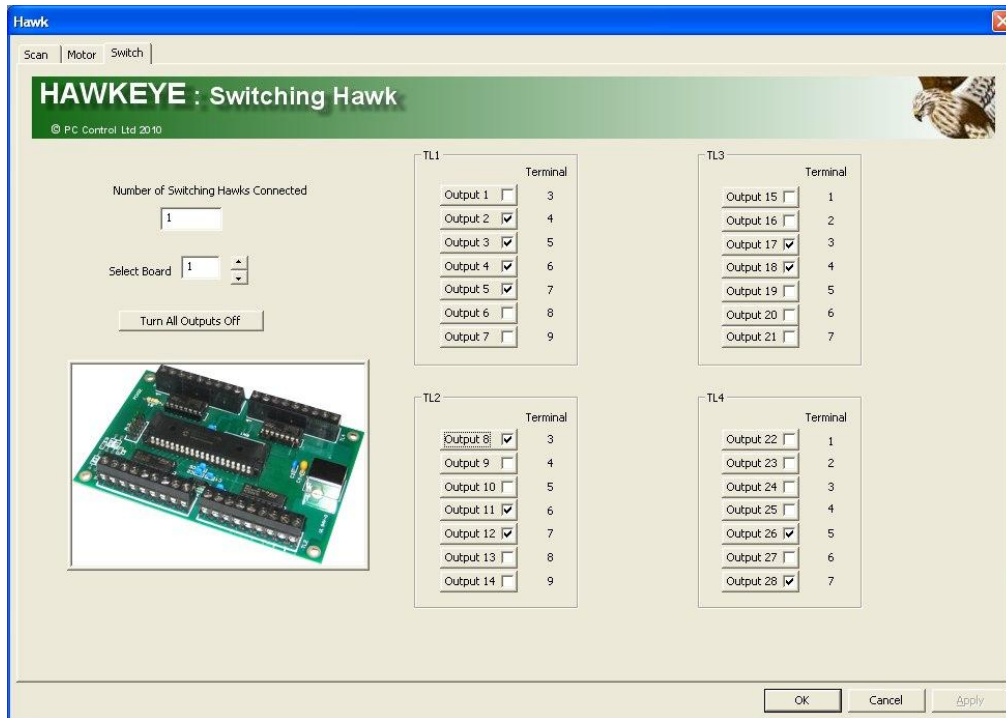 Hawk
Scan Motor Switch
HAWKEYE : Switching Hawk
© PC Control Ltd 2010
Number of Switching Hawks Connected
1
Select Board 1
Turn All Outputs Off
TL1
Terminal
Output 1 3
Output 2 4
Output 3 5
Output 4 6
Output 5 7
Output 6 8
Output 7 9
TL2
Terminal
Output 8 3
Output 9 4
Output 10 5
Output 11 6
Output 12 7
Output 13 8
Output 14 9
TL3
Terminal
Output 15 1
Output 16 2
Output 17 3
Output 18 4
Output 19 5
Output 20 6
Output 21 7
TL4
Terminal
Output 22 1
Output 23 2
Output 24 3
Output 25 4
Output 26 5
Output 27 6
Output 28 7
OK Cancel Apply